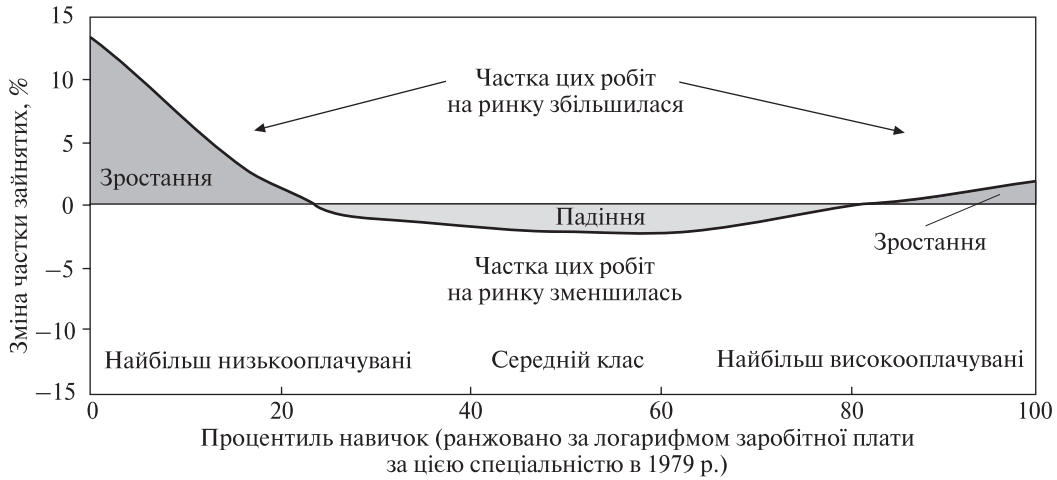 15
10
5
0
−5
−10
−15
Зміна частки зайнятих, %
Частка цих робіт
на ринку збільшилася
Зростання
Падіння
Зростання
Частка цих робіт
на ринку зменшилась
Найбільш низькооплачувані
Середній клас
Найбільш високооплачувані
0
20
40
60
80
100
Процентиль навичок (ранжовано за логарифмом заробітної плати
за цією спеціальністю в 1979 р.)